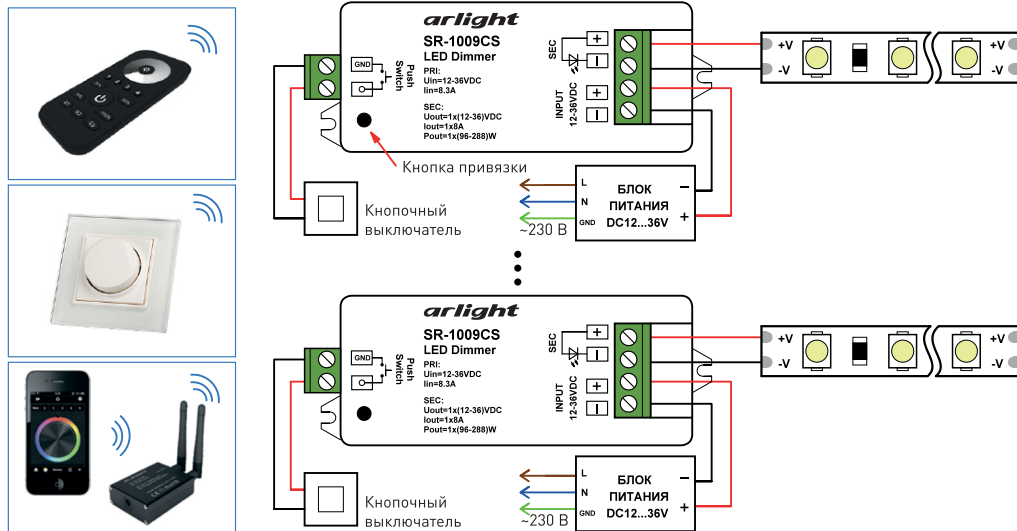 arlight
SR-1009CS
LED Dimmer
PRI:
Uin=12-36VDC
Iin=8.3A
SEC:
Uout=1x(12-36)VDC
Iout=1x8A
Pout=1x(96-288)W
GND
Push
Switch
SEC
+
–
INPUT
12-36VDC
+
–
+V
-V
+V
-V
Кнопка привязки
Кнопочный
выключатель
L
N
GND
~230 В
БЛОК
ПИТАНИЯ
DC12...36V
–
+
arlight
SR-1009CS
LED Dimmer
PRI:
Uin=12-36VDC
Iin=8.3A
SEC:
Uout=1x(12-36)VDC
Iout=1x8A
Pout=1x(96-288)W
GND
Push
Switch
SEC
+
–
INPUT
12-36VDC
+
–
+V
-V
+V
-V
Кнопочный
выключатель
L
N
GND
~230 В
БЛОК
ПИТАНИЯ
DC12...36V
–
+